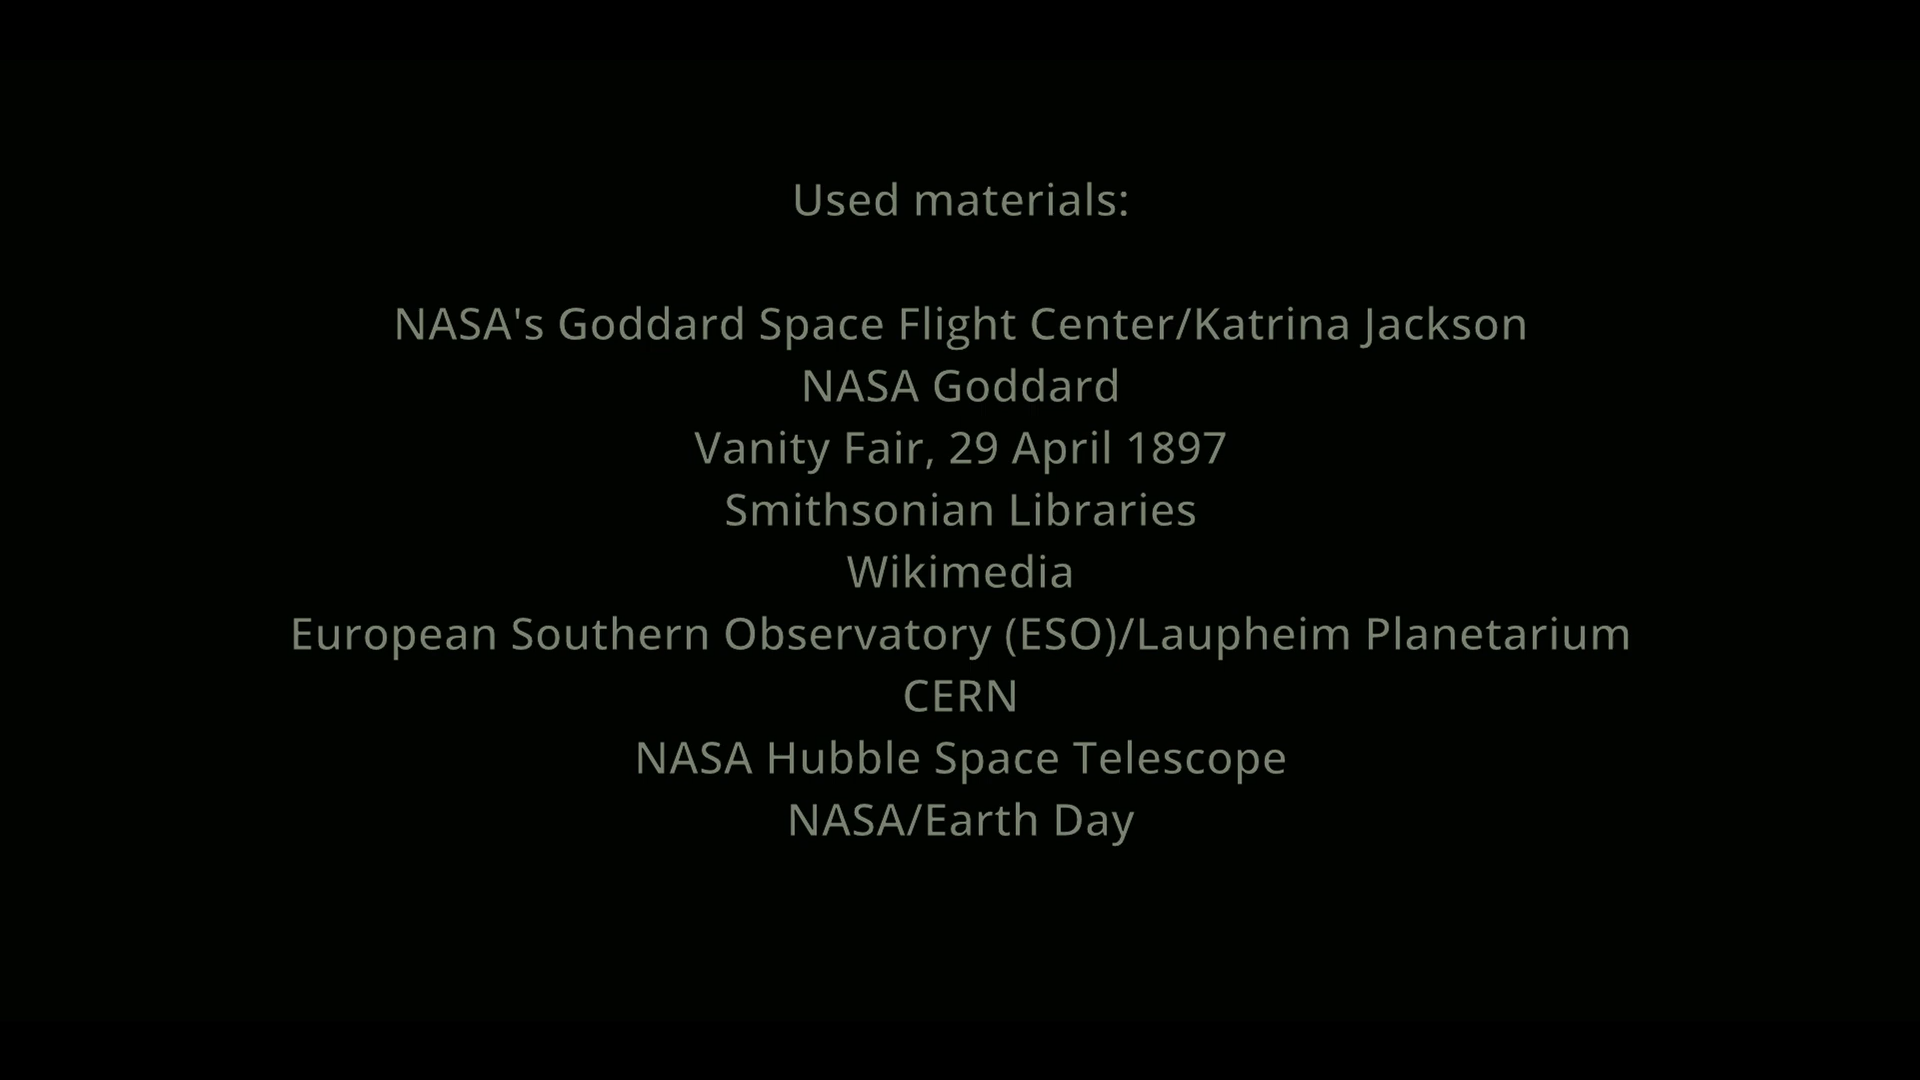 Used materials:
NASA's Goddard Space Flight Center/Katrina Jackson
NASA Goddard
Vanity Fair, 29 April 1897
Smithsonian Libraries
Wikimedia
European Southern Observatory (ESO)/Laupheim Planetarium
CERN
NASA Hubble Space Telescope
NASA/Earth Day